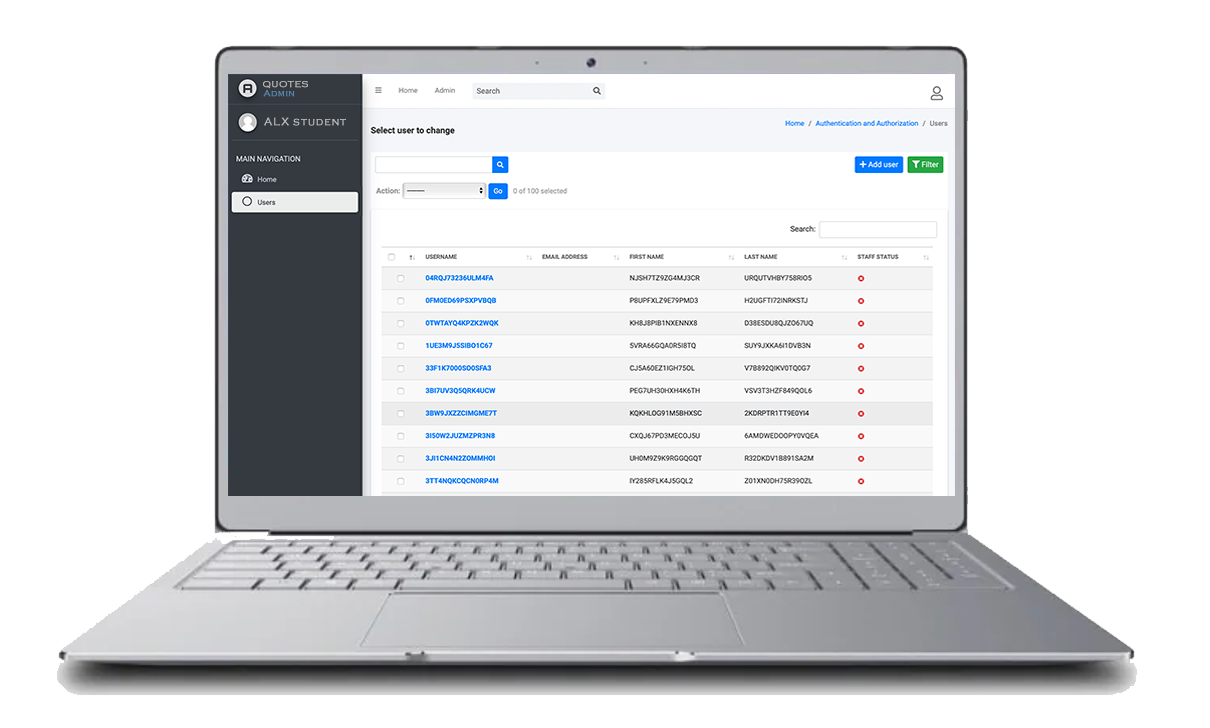 QUOTES
ADMIN
ALX STUDENT
MAIN NAVIGATION
Home
Users
Home Admin Search
Select user to change
Home / Authentication and Authorization / Users
+ Add user Filter
Action: Go 0 of 100 selected
Search:
USERNAME EMAIL ADDRESS FIRST NAME LAST NAME STAFF STATUS
04RQJ73236ULM4FA NJSH7TZ9ZG4MJ3CR URQUTVHBY758RIO5
0FM0ED69PSXPVBQB P8UPFXLZ9E79PMD3 H2UGFTI72INRKSTJ
0TWTAYQ4KPZK2WQK KH8J8PIB1NXENNX8 D38ESDU8QJZO67UQ
1UE3M9J5SIBO1C67 5VRA66GQA0R5I8TQ SUY9JXKA6I1DVB3N
33F1K7000SO0SFA3 CJ5A60EZ1IGH75OL V7B892QIKV0TQ0G7
3BI7UV3Q5QRK4UCW PEG7UH30HXH4K6TH VSV3T3HZF849QOL6
3BW9JXZZCIMGME7T KQKHLOG91M5BHXSC 2KDRPTR1TT9E0YI4
3I50W2JUZMZPR3N8 CXQJ67PD3MECOJ5U 6AMDWEDOOPY0VQEA
3JI1CN4N2ZOMMHOI UH0M9Z9K9RGGQGQT R32DKDV1B891SA2M
3TT4NQKCQCN0RP4M IY285RFLK4J5GQL2 Z01XN0DH75R39OZL